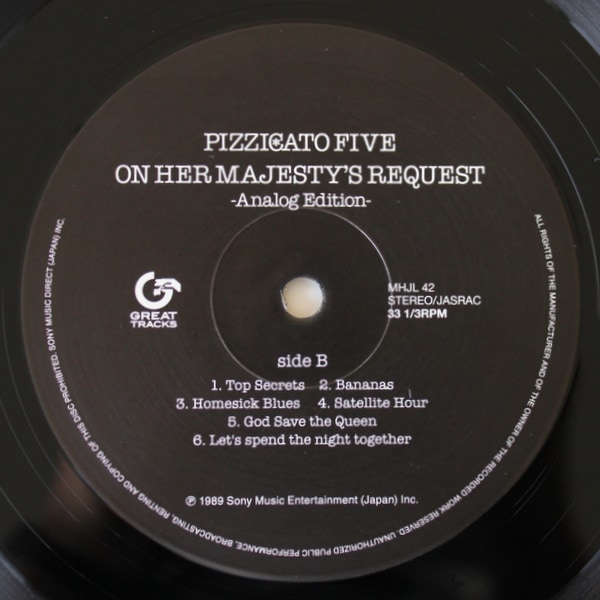 PIZZICATO FIVE
ON HER MAJESTY'S REQUEST
-Analog Edition-
GREAT
TRACKS
MHJL 42
STEREO/JASRAC
33 1/3RPM
side B
1. Top Secrets 2. Bananas
3. Homesick Blues 4. Satellite Hour
5. God Save the Queen
6. Let's spend the night together
℗ 1989 Sony Music Entertainment (Japan) Inc.
ALL RIGHTS OF THE MANUFACTURER AND OF THE OWNER OF THE RECORDED WORK RESERVED. UNAUTHORIZED PUBLIC PERFORMANCE, BROADCASTING, RENTING AND COPYING OF THIS DISC PROHIBITED. SONY MUSIC DIRECT (JAPAN) INC.